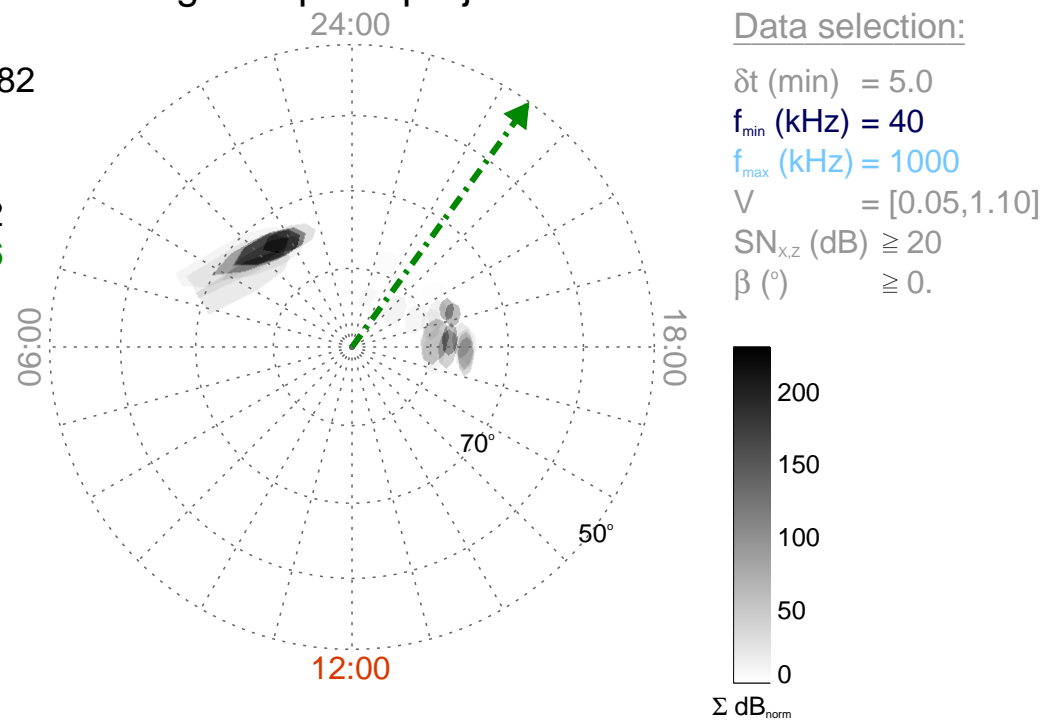 24:00
82
06:00
18:00
70°
50°
12:00
Data selection:
δt (min) = 5.0
fmin (kHz) = 40
fmax (kHz) = 1000
V = [0.05,1.10]
SNX,Z (dB) ≧ 20
β (°) ≧ 0.
200
150
100
50
0
Σ dBnorm